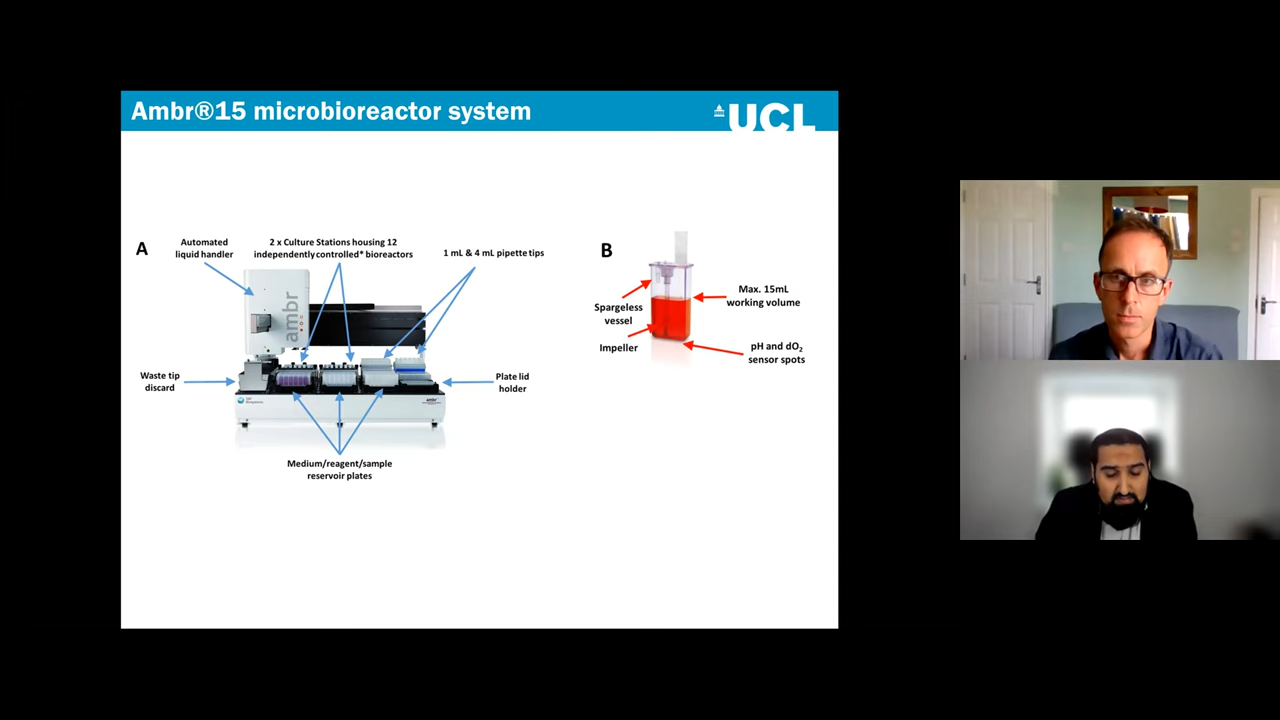 Ambr®15 microbioreactor system
UCL
A
Automated
liquid handler
2 x Culture Stations housing 12
independently controlled* bioreactors
1 mL & 4 mL pipette tips
ambr
Waste tip
discard
Plate lid
holder
ambr
Medium/reagent/sample
reservoir plates
B
Spargeless
vessel
Impeller
Max. 15mL
working volume
pH and dO₂
sensor spots